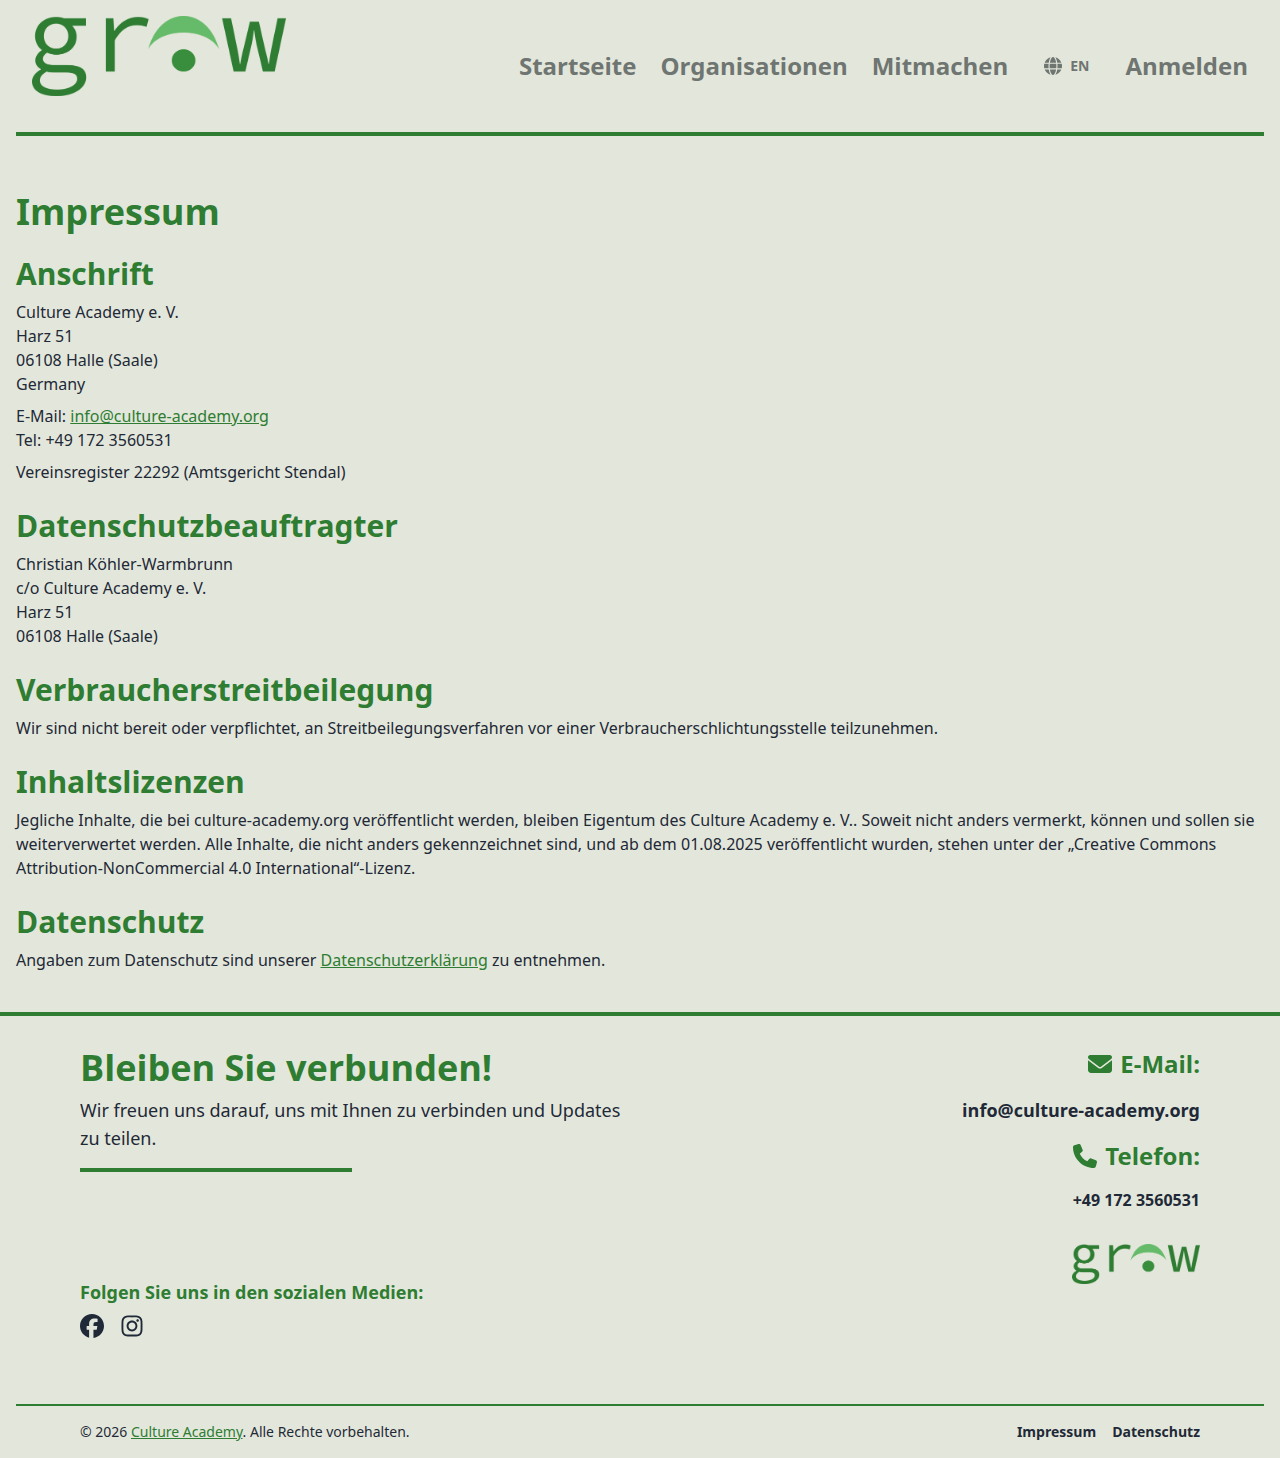 grow
Startseite Organisationen Mitmachen EN Anmelden
Impressum
Anschrift
Culture Academy e. V.
Harz 51
06108 Halle (Saale)
Germany
E-Mail: info@culture-academy.org
Tel: +49 172 3560531
Vereinsregister 22292 (Amtsgericht Stendal)
Datenschutzbeauftragter
Christian Köhler-Warmbrunn
c/o Culture Academy e. V.
Harz 51
06108 Halle (Saale)
Verbraucherstreitbeilegung
Wir sind nicht bereit oder verpflichtet, an Streitbeilegungsverfahren vor einer Verbraucherschlichtungsstelle teilzunehmen.
Inhaltslizenzen
Jegliche Inhalte, die bei culture-academy.org veröffentlicht werden, bleiben Eigentum des Culture Academy e. V.. Soweit nicht anders vermerkt, können und sollen sie
weiterverwertet werden. Alle Inhalte, die nicht anders gekennzeichnet sind, und ab dem 01.08.2025 veröffentlicht wurden, stehen unter der „Creative Commons
Attribution-NonCommercial 4.0 International“-Lizenz.
Datenschutz
Angaben zum Datenschutz sind unserer Datenschutzerklärung zu entnehmen.
Bleiben Sie verbunden!
Wir freuen uns darauf, uns mit Ihnen zu verbinden und Updates
zu teilen.
Folgen Sie uns in den sozialen Medien:
E-Mail:
info@culture-academy.org
Telefon:
+49 172 3560531
grow
© 2026 Culture Academy. Alle Rechte vorbehalten.
Impressum Datenschutz